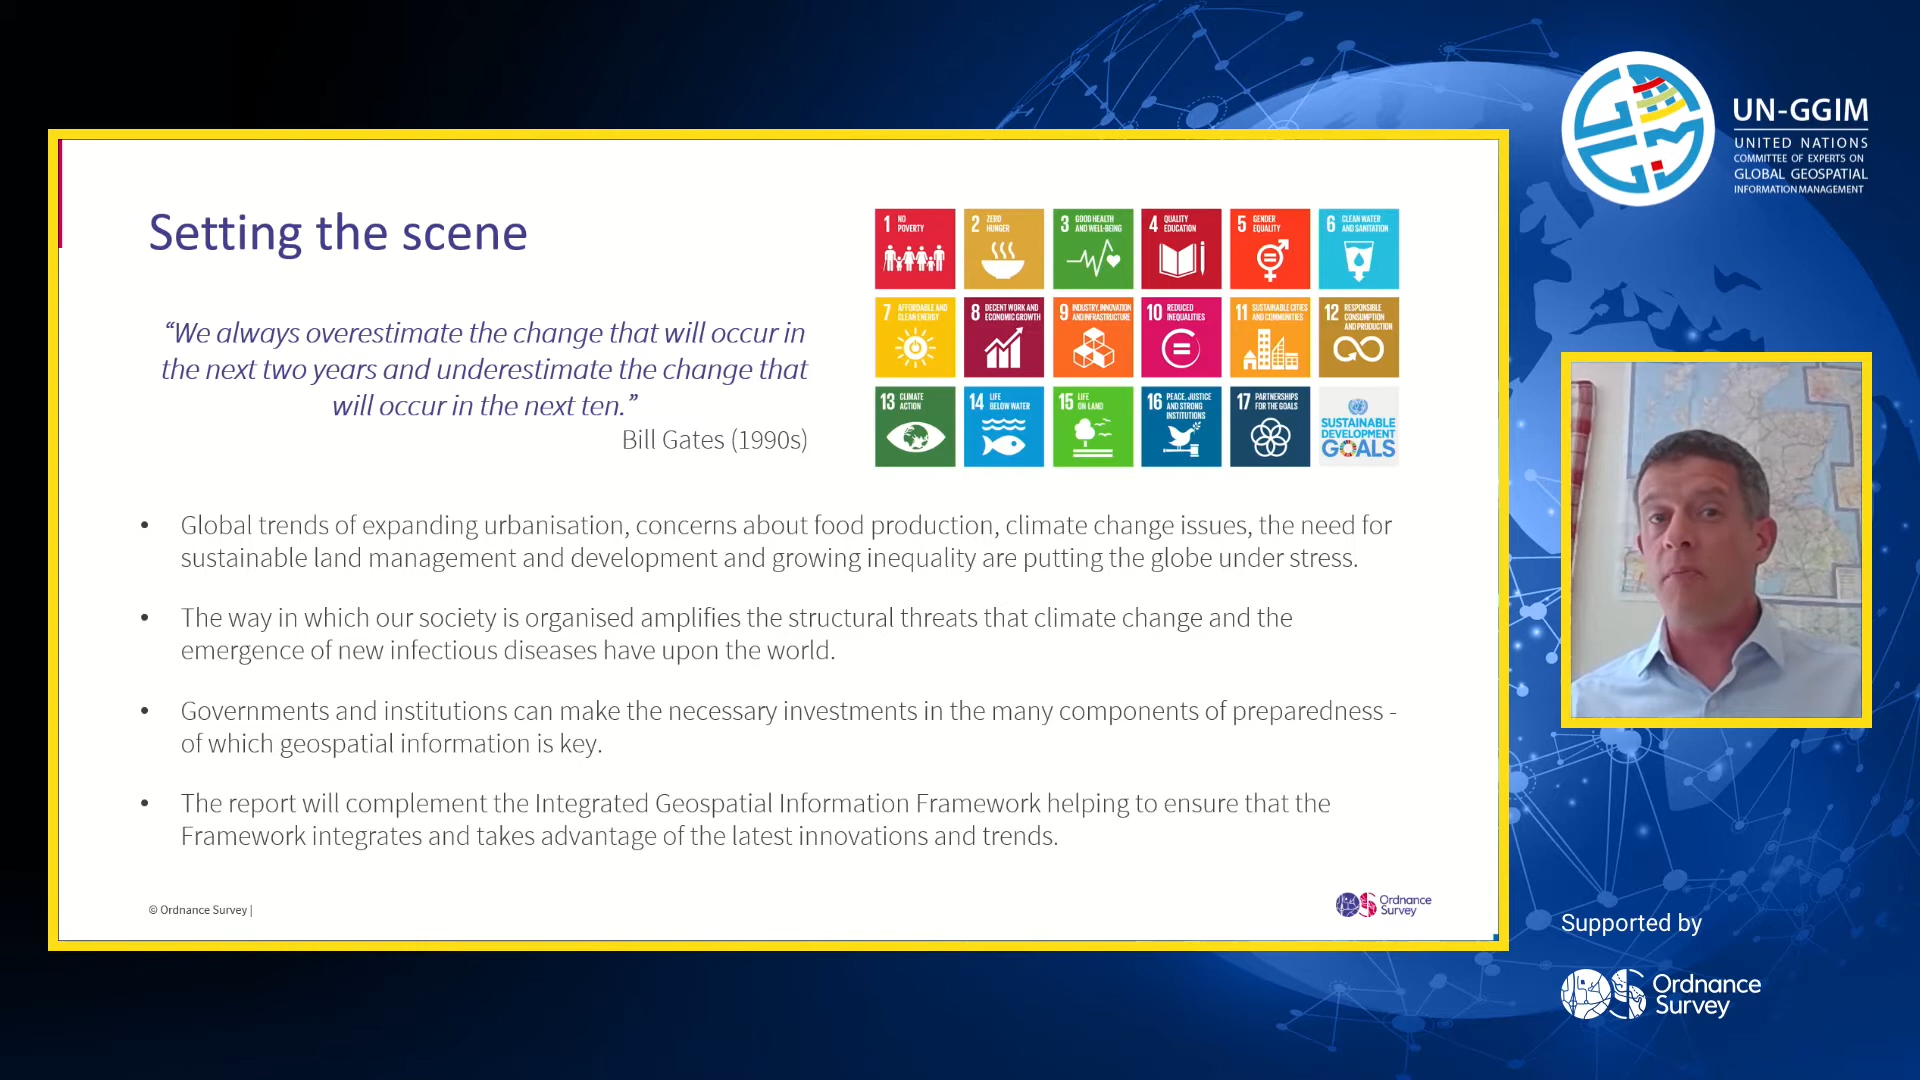 UN-GGIM
UNITED NATIONS
COMMITTEE OF EXPERTS ON
GLOBAL GEOSPATIAL
INFORMATION MANAGEMENT
Setting the scene
“We always overestimate the change that will occur in
the next two years and underestimate the change that
will occur in the next ten.”
Bill Gates (1990s)
1 NO
POVERTY
2 ZERO
HUNGER
3 GOOD HEALTH
AND WELL-BEING
4 QUALITY
EDUCATION
5 GENDER
EQUALITY
6 CLEAN WATER
AND SANITATION
7 AFFORDABLE AND
CLEAN ENERGY
8 DECENT WORK AND
ECONOMIC GROWTH
9 INDUSTRY, INNOVATION
AND INFRASTRUCTURE
10 REDUCED
INEQUALITIES
11 SUSTAINABLE CITIES
AND COMMUNITIES
12 RESPONSIBLE
CONSUMPTION
AND PRODUCTION
13 CLIMATE
ACTION
14 LIFE
BELOW WATER
15 LIFE
ON LAND
16 PEACE, JUSTICE
AND STRONG
INSTITUTIONS
17 PARTNERSHIPS
FOR THE GOALS
SUSTAINABLE
DEVELOPMENT
GOALS
• Global trends of expanding urbanisation, concerns about food production, climate change issues, the need for
sustainable land management and development and growing inequality are putting the globe under stress.
• The way in which our society is organised amplifies the structural threats that climate change and the
emergence of new infectious diseases have upon the world.
• Governments and institutions can make the necessary investments in the many components of preparedness -
of which geospatial information is key.
• The report will complement the Integrated Geospatial Information Framework helping to ensure that the
Framework integrates and takes advantage of the latest innovations and trends.
© Ordnance Survey |
OS Ordnance
Survey
Supported by
OS Ordnance
Survey